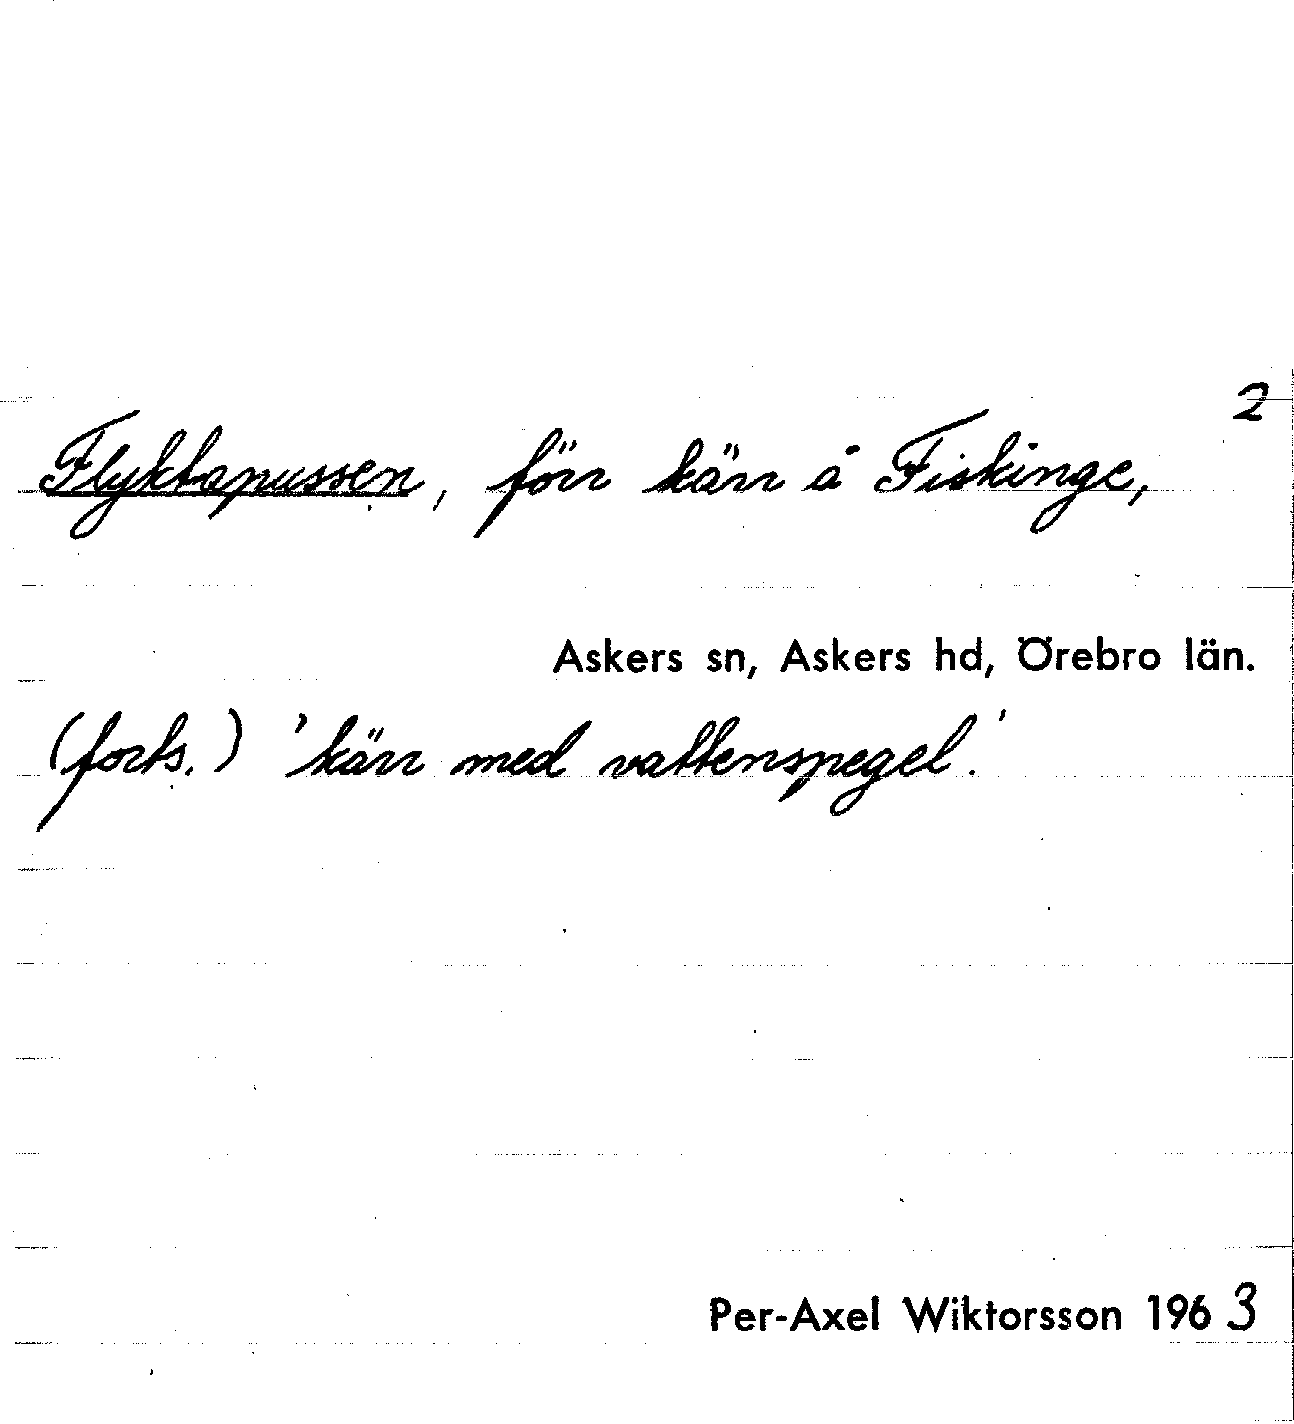 2
Flyktapussen, förr kärr å Fiskinge,
Askers sn, Askers hd, Örebro län.
(forts.) 'kärr med vattenspegel.'
Per-Axel Wiktorsson 1963